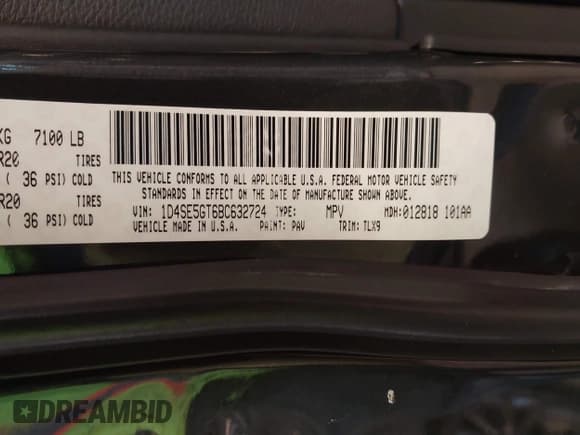 KG 7100 LB
R20 TIRES
( 36 PSI) COLD
R20 TIRES
( 36 PSI) COLD
THIS VEHICLE CONFORMS TO ALL APPLICABLE U.S.A. FEDERAL MOTOR VEHICLE SAFETY
STANDARDS IN EFFECT ON THE DATE OF MANUFACTURE SHOWN ABOVE.
VIN: 1D4SE5GT6BC632724 TYPE: MPV MDH: 012818 101AA
VEHICLE MADE IN U.S.A. PAINT: PAV TRIM: TLX9
DREAMBID